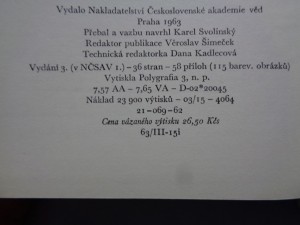 Vydalo Nakladatelství Československé akademie věd
Praha 1963
Přebal a vazbu navrhl Karel Svolinský
Redaktor publikace Věroslav Šimeček
Technická redaktorka Dana Kadlecová
Vydání 3. (v NČSAV 1.) – 36 stran – 58 příloh (115 barev. obrázků)
Vytiskla Polygrafia 3, n. p.
7,57 AA – 7,65 VA – D-02*20045
Náklad 23 900 výtisků – 03/15 – 4064
21-069-62
Cena vázaného výtisku 26,50 Kčs
63/III-15i